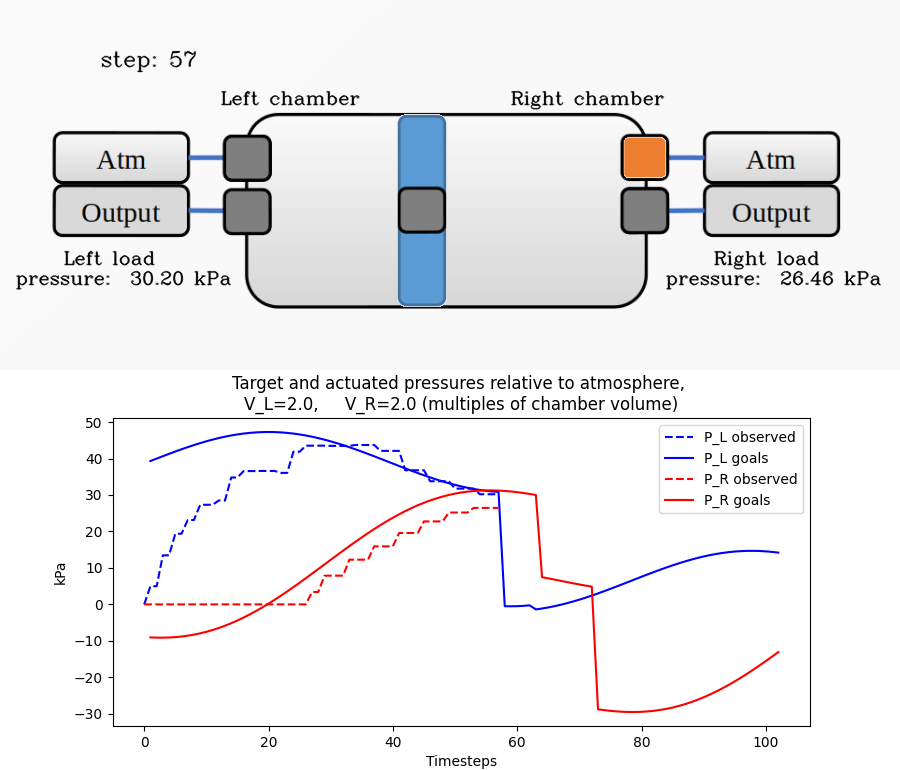 step: 57
Left chamber
Right chamber
Atm
Atm
Output
Output
Left load
pressure: 30.20 kPa
Right load
pressure: 26.46 kPa
Target and actuated pressures relative to atmosphere,
V_L=2.0, V_R=2.0 (multiples of chamber volume)
50
40
30
20
10
0
−10
−20
−30
kPa
P_L observed
P_L goals
P_R observed
P_R goals
0 20 40 60 80 100
Timesteps